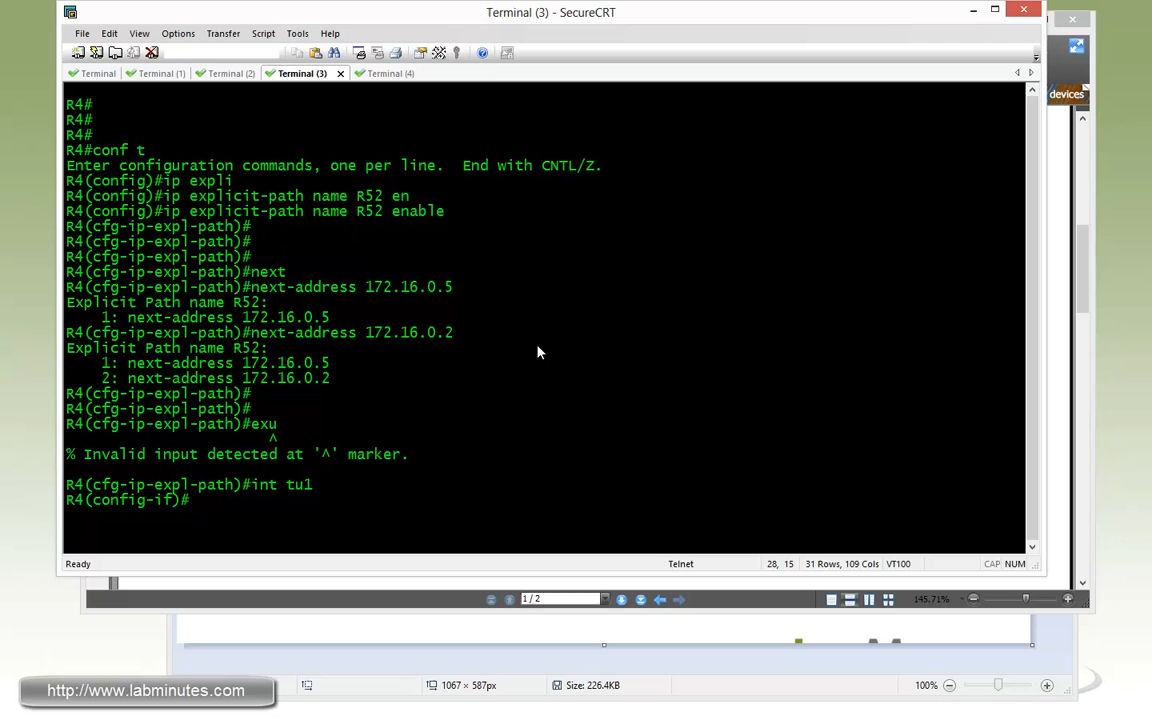 Terminal (3) - SecureCRT
File Edit View Options Transfer Script Tools Help
Terminal Terminal (1) Terminal (2) Terminal (3) Terminal (4)
devices
R4#
R4#
R4#
R4#conf t
Enter configuration commands, one per line.  End with CNTL/Z.
R4(config)#ip expli
R4(config)#ip explicit-path name R52 en
R4(config)#ip explicit-path name R52 enable
R4(cfg-ip-expl-path)#
R4(cfg-ip-expl-path)#
R4(cfg-ip-expl-path)#
R4(cfg-ip-expl-path)#next
R4(cfg-ip-expl-path)#next-address 172.16.0.5
Explicit Path name R52:
    1: next-address 172.16.0.5
R4(cfg-ip-expl-path)#next-address 172.16.0.2
Explicit Path name R52:
    1: next-address 172.16.0.5
    2: next-address 172.16.0.2
R4(cfg-ip-expl-path)#
R4(cfg-ip-expl-path)#
R4(cfg-ip-expl-path)#exu
                        ^
% Invalid input detected at '^' marker.
R4(cfg-ip-expl-path)#int tu1
R4(config-if)#
Ready Telnet 28, 15 31 Rows, 109 Cols VT100 CAP NUM
1 / 2 145.71%
http://www.labminutes.com 1067 × 587px Size: 226.4KB 100%